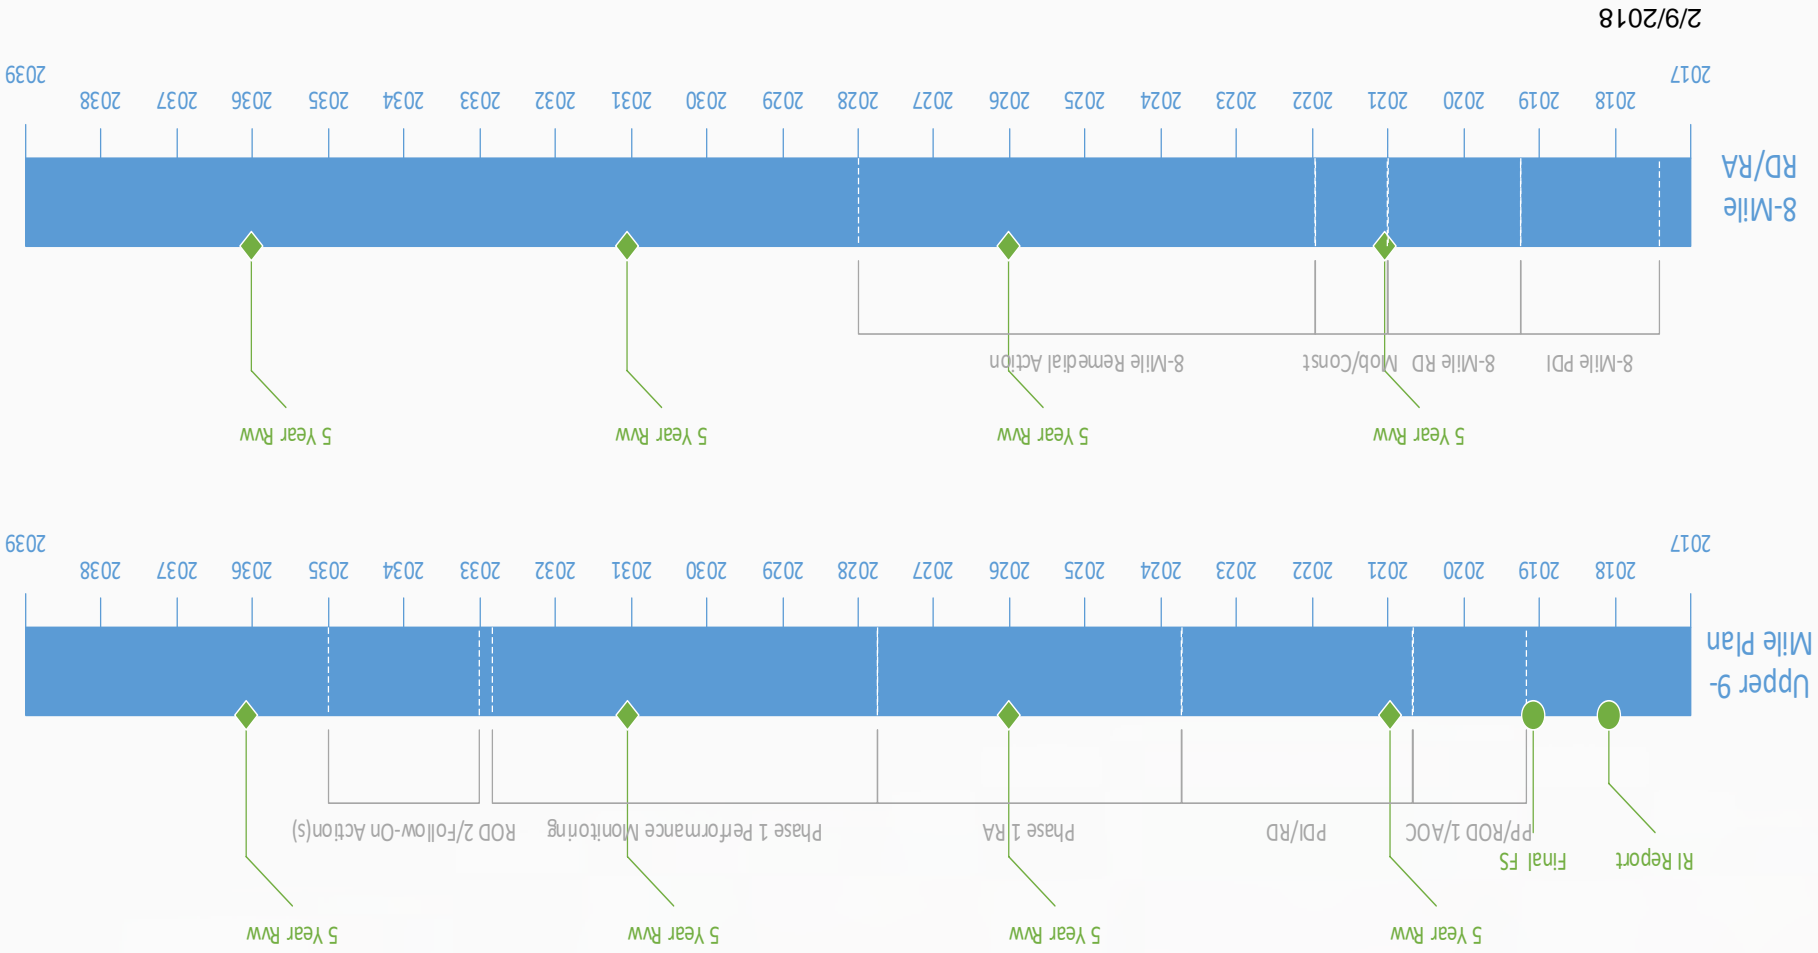 5 Year Rvw
5 Year Rvw
5 Year Rvw
5 Year Rvw
RI Report
Final FS
PP/ROD 1/AOC
PDI/RD
Phase 1 RA
Phase 1 Performance Monitoring
ROD 2/Follow-On Action(s)
Upper 9-
Mile Plan
2018
2019
2020
2021
2022
2023
2024
2025
2026
2027
2028
2029
2030
2031
2032
2033
2034
2035
2036
2037
2038
2017
2039
5 Year Rvw
5 Year Rvw
5 Year Rvw
5 Year Rvw
8-Mile PDI
8-Mile RD
Mob/Const
8-Mile Remedial Action
8-Mile
RD/RA
2018
2019
2020
2021
2022
2023
2024
2025
2026
2027
2028
2029
2030
2031
2032
2033
2034
2035
2036
2037
2038
2017
2039
2/9/2018